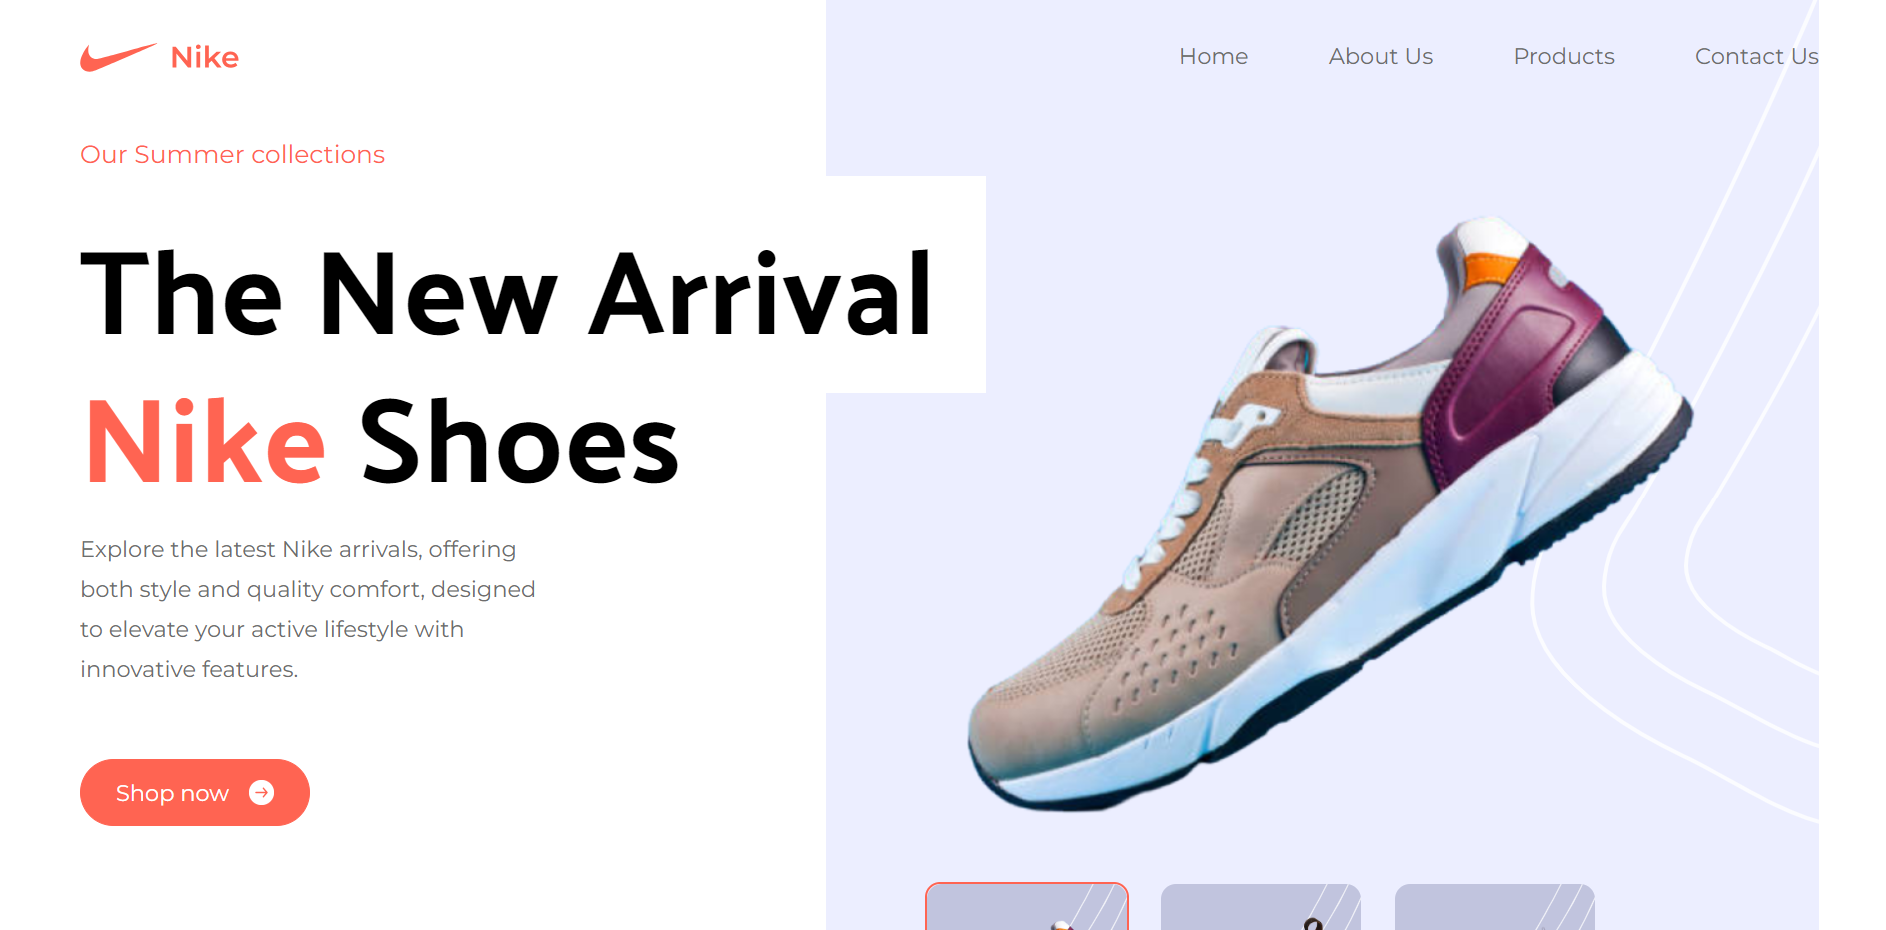 Nike
Home
About Us
Products
Contact Us
Our Summer collections
The New Arrival
Nike Shoes
Explore the latest Nike arrivals, offering
both style and quality comfort, designed
to elevate your active lifestyle with
innovative features.
Shop now